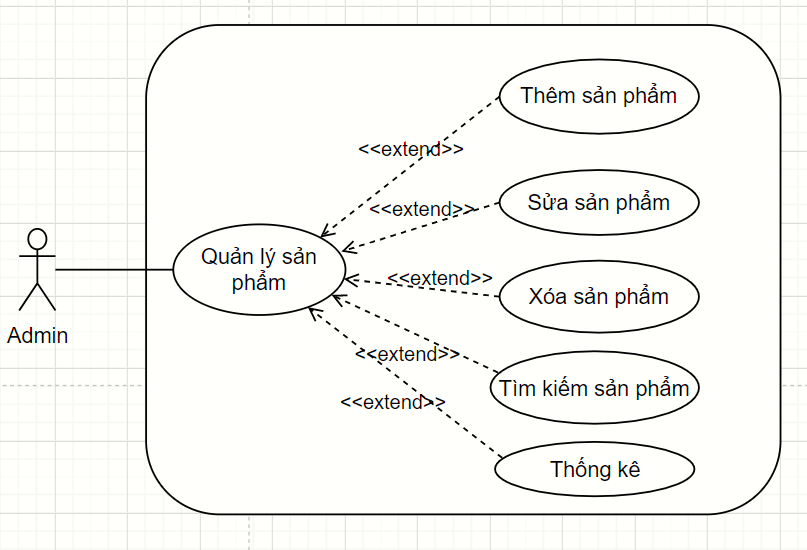 Thêm sản phẩm
<<extend>>
<<extend>>
Sửa sản phẩm
Quản lý sản
phẩm
<<extend>>
Xóa sản phẩm
Admin
<<extend>>
Tìm kiếm sản phẩm
<<extend>>
Thống kê